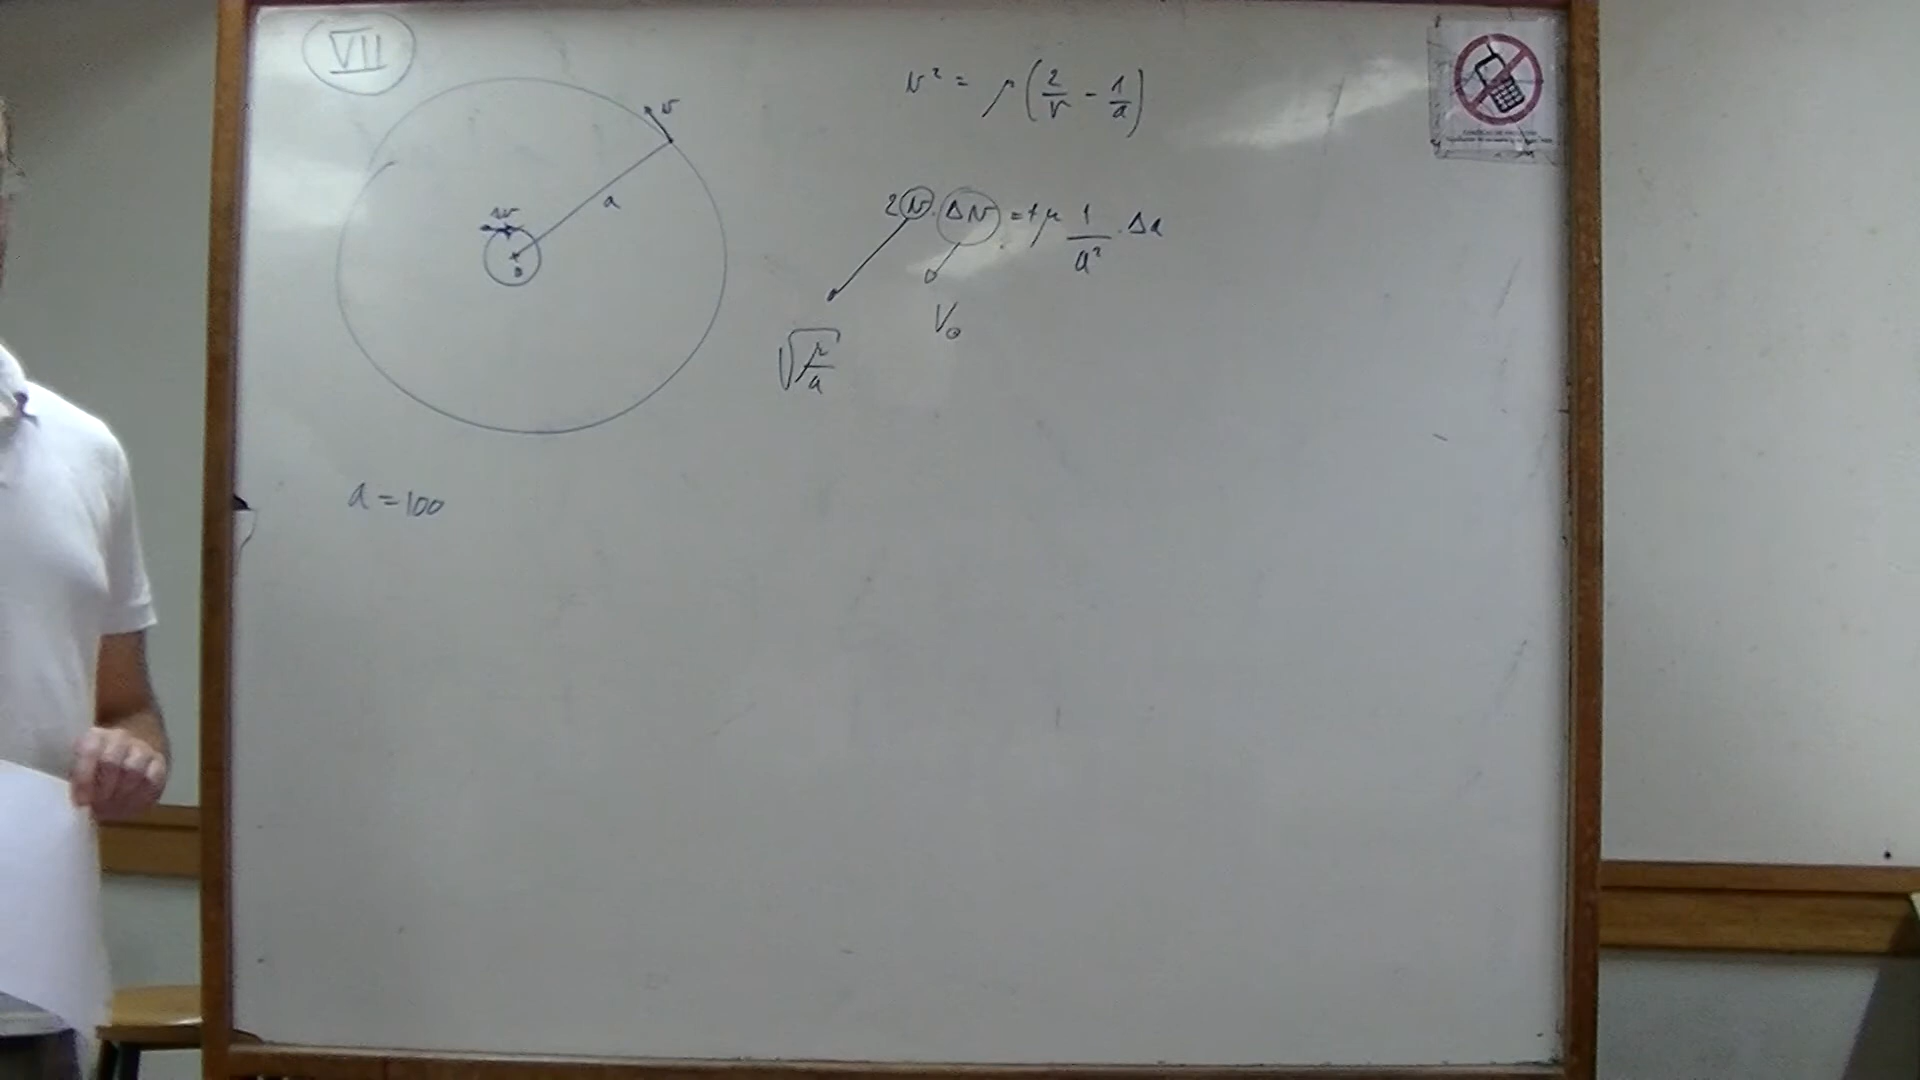 VII
v² = μ(2/r - 1/a)
v
a
2v·Δv = +μ 1/a² · Δa
V₀
√(μ/a)
a = 100